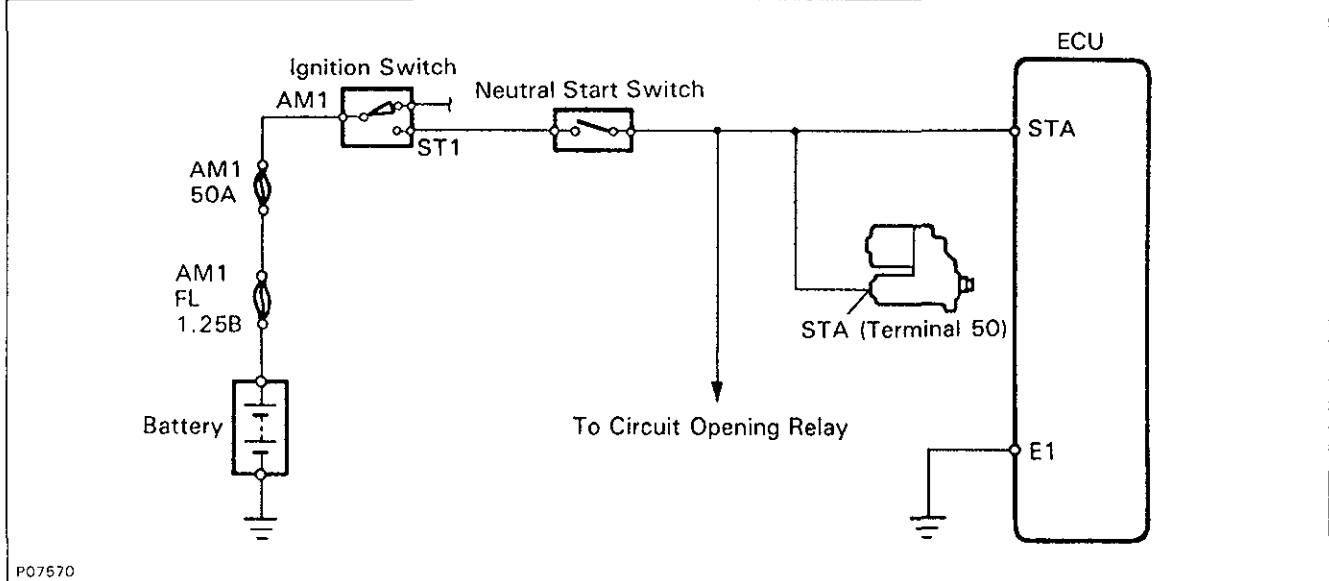 ECU
Ignition Switch
AM1
Neutral Start Switch
ST1
STA
AM1
50A
AM1
FL
1.25B
STA (Terminal 50)
Battery
To Circuit Opening Relay
E1
P07570